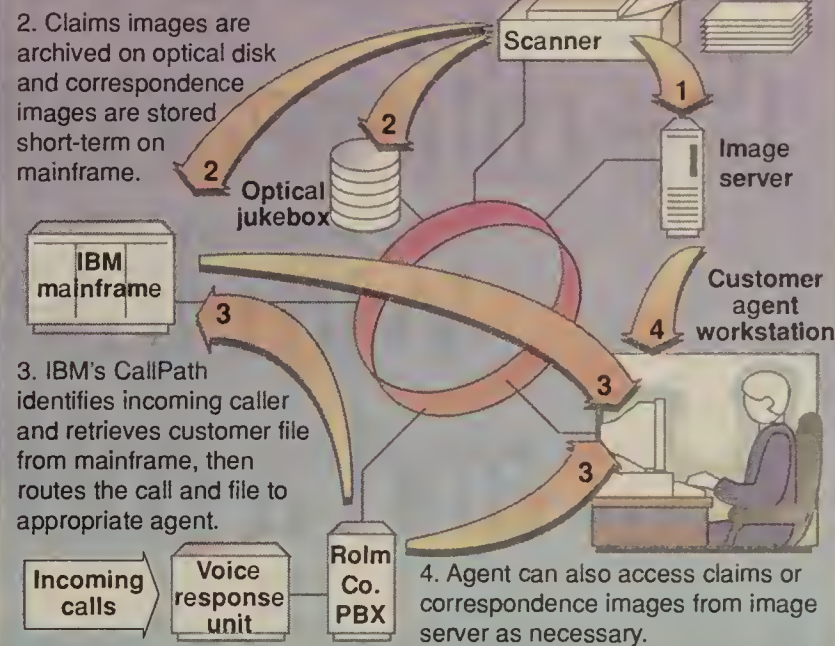 2. Claims images are
archived on optical disk
and correspondence
images are stored
short-term on
mainframe.
Scanner
1
2
2
Image
server
Optical
jukebox
IBM
mainframe
3
Customer
agent
workstation
4
3
3. IBM's CallPath
identifies incoming caller
and retrieves customer file
from mainframe, then
routes the call and file to
appropriate agent.
3
Incoming
calls
Voice
response
unit
Rolm
Co.
PBX
4. Agent can also access claims or
correspondence images from image
server as necessary.